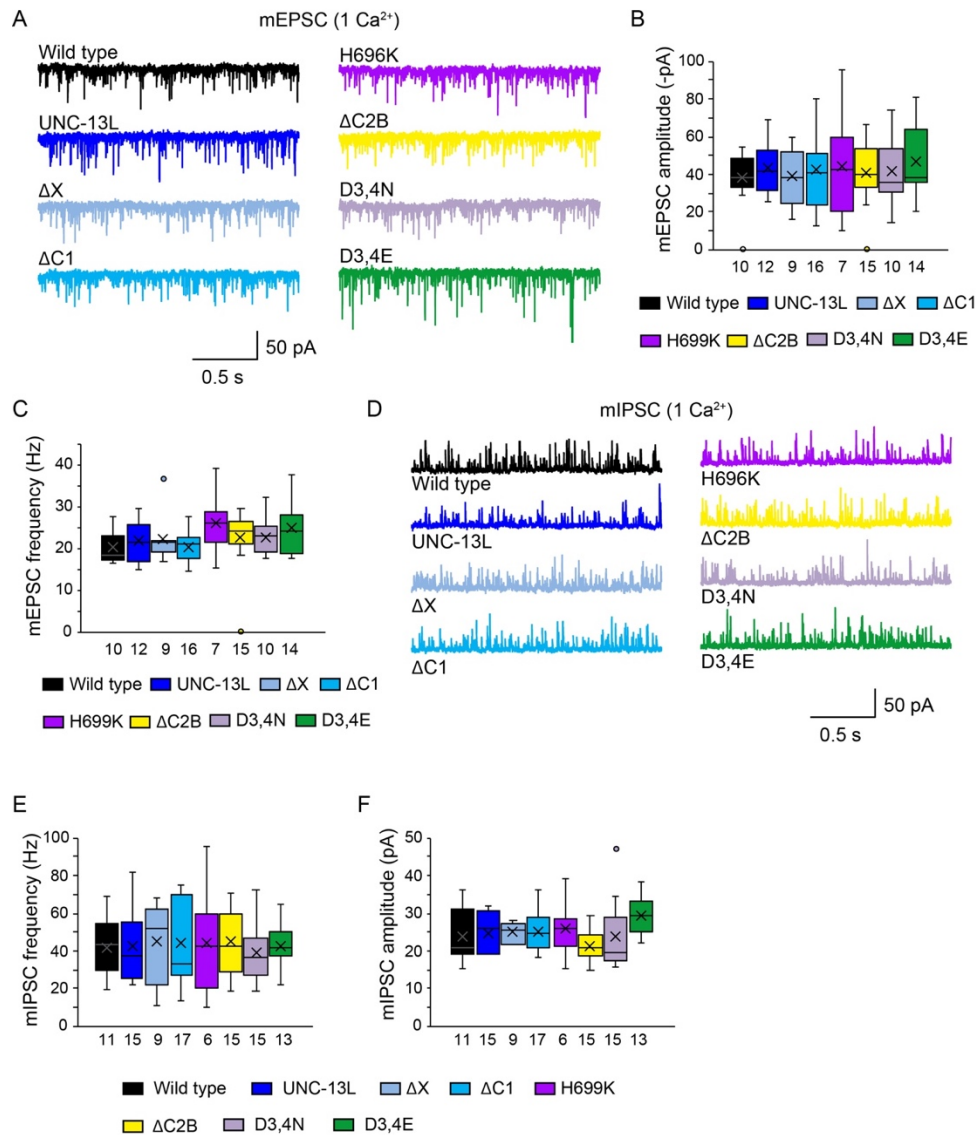 A
mEPSC (1 Ca²⁺)
Wild type
UNC-13L
ΔX
ΔC1
H696K
ΔC2B
D3,4N
D3,4E
50 pA
0.5 s
B
mEPSC amplitude (-pA)
100
80
60
40
20
0
10 12 9 16 7 15 10 14
Wild type UNC-13L ΔX ΔC1
H699K ΔC2B D3,4N D3,4E
C
mEPSC frequency (Hz)
40
30
20
10
0
10 12 9 16 7 15 10 14
Wild type UNC-13L ΔX ΔC1
H699K ΔC2B D3,4N D3,4E
D
mIPSC (1 Ca²⁺)
Wild type
UNC-13L
ΔX
ΔC1
H696K
ΔC2B
D3,4N
D3,4E
50 pA
0.5 s
E
mIPSC frequency (Hz)
100
80
60
40
20
0
11 15 9 17 6 15 15 13
F
mIPSC amplitude (pA)
50
40
30
20
10
0
11 15 9 17 6 15 15 13
Wild type UNC-13L ΔX ΔC1 H699K
ΔC2B D3,4N D3,4E